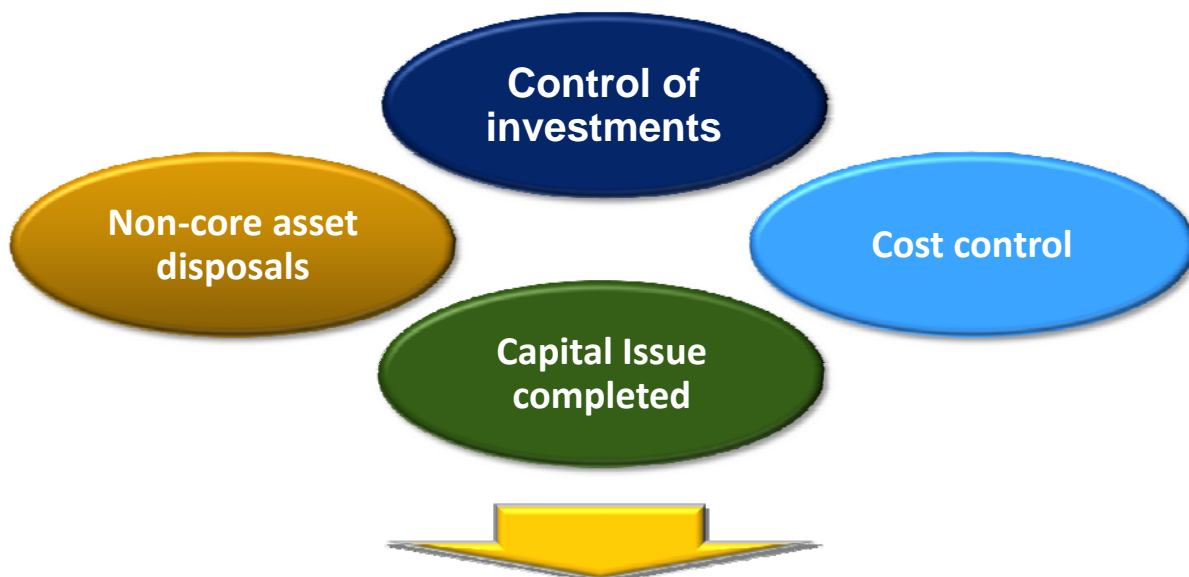 Control of
investments
Non-core asset
disposals
Cost control
Capital Issue
completed